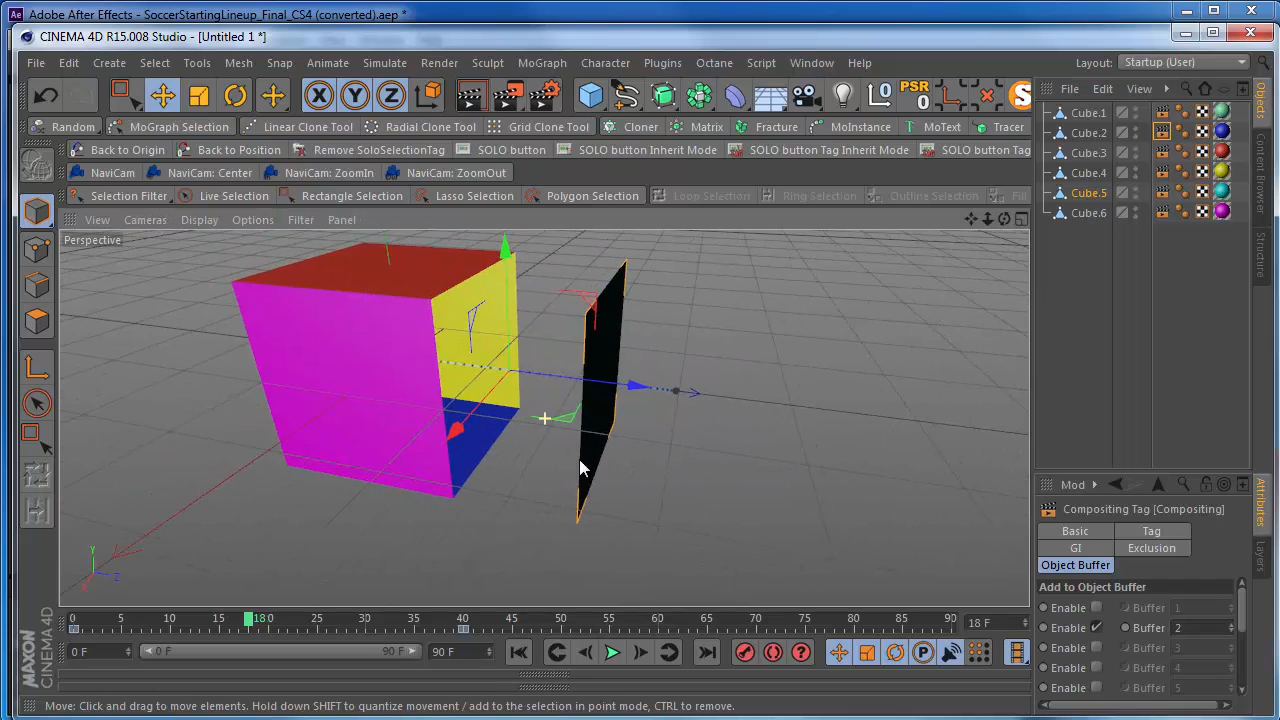 Adobe After Effects - SoccerStartingLineup_Final_CS4 (converted).aep *
CINEMA 4D R15.008 Studio - [Untitled 1 *]
File Edit Create Select Tools Mesh Snap Animate Simulate Render Sculpt MoGraph Character Plugins Octane Script Window Help Layout: Startup (User)
X Y Z 0 PSR 0 S
File Edit View
Random MoGraph Selection Linear Clone Tool Radial Clone Tool Grid Clone Tool Cloner Matrix Fracture MoInstance MoText Tracer
Back to Origin Back to Position Remove SoloSelectionTag SOLO button SOLO button Inherit Mode SOLO button Tag Inherit Mode SOLO button Tag
NaviCam NaviCam: Center NaviCam: ZoomIn NaviCam: ZoomOut
Selection Filter Live Selection Rectangle Selection Lasso Selection Polygon Selection Loop Selection Ring Selection Outline Selection Fill
View Cameras Display Options Filter Panel
Perspective
Cube.1
Cube.2
Cube.3
Cube.4
Cube.5
Cube.6
Objects
Content Browser
Structure
Mod
Compositing Tag [Compositing]
Basic Tag
GI Exclusion
Object Buffer
Add to Object Buffer
Enable Buffer 1
Enable Buffer 2
Enable Buffer 3
Enable Buffer 4
Enable Buffer 5
Attributes
Layers
Y
X Z
0 5 10 15 18 0 25 30 35 40 45 50 55 60 65 70 75 80 85 90 18 F
0 F 0 F 90 F 90 F P
MAXON
CINEMA 4D
Move: Click and drag to move elements. Hold down SHIFT to quantize movement / add to the selection in point mode, CTRL to remove.